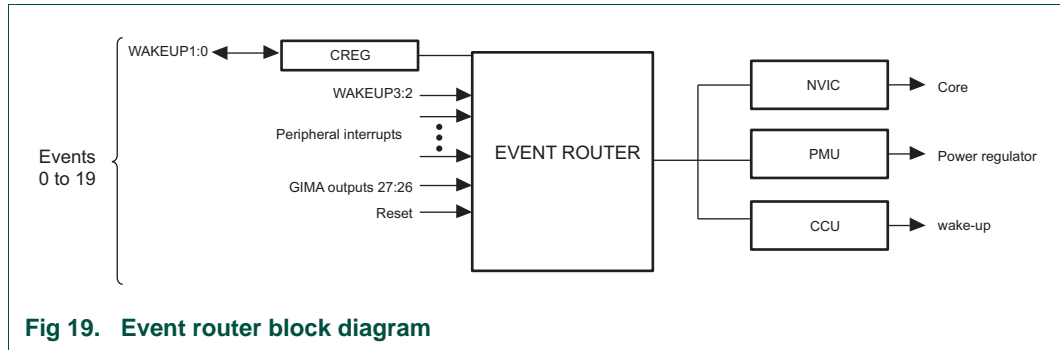 WAKEUP1:0
CREG
WAKEUP3:2
Peripheral interrupts
Events
0 to 19
GIMA outputs 27:26
Reset
EVENT ROUTER
NVIC
Core
PMU
Power regulator
CCU
wake-up
Fig 19. Event router block diagram